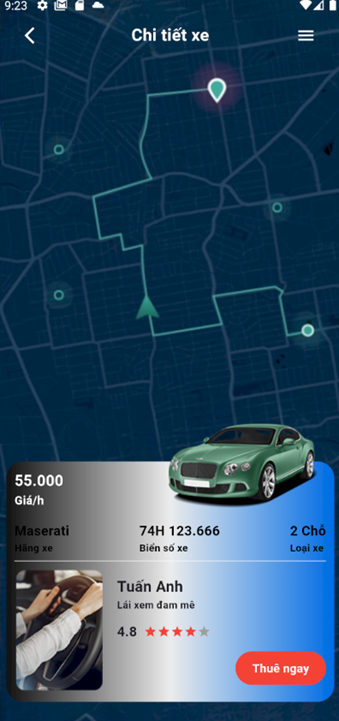 9:23
Chi tiết xe
55.000
Giá/h
Maserati 74H 123.666 2 Chỗ
Hãng xe Biển số xe Loại xe
Tuấn Anh
Lái xem đam mê
4.8
Thuê ngay